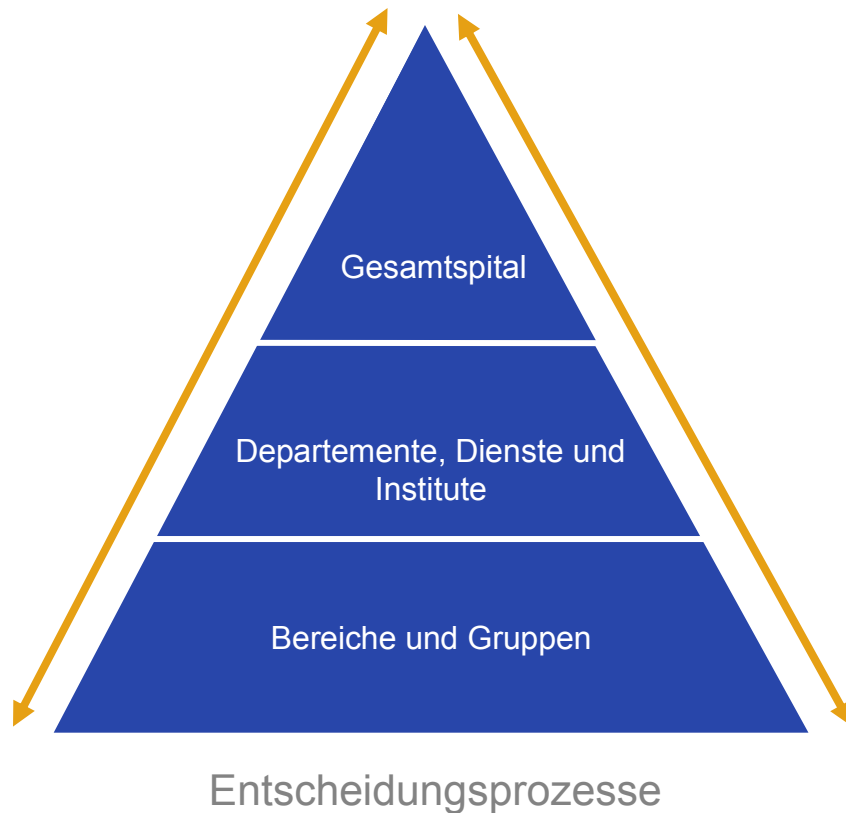 Gesamtspital
Departemente, Dienste und
Institute
Bereiche und Gruppen
Entscheidungsprozesse